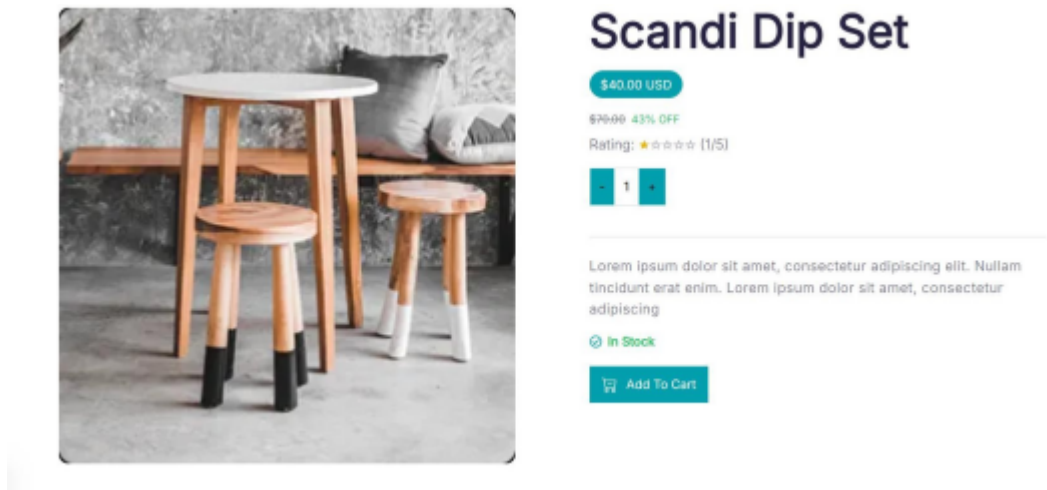 Scandi Dip Set
$40.00 USD
$70.00 43% OFF
Rating: ★☆☆☆☆ (1/5)
- 1 +
Lorem ipsum dolor sit amet, consectetur adipiscing elit. Nullam
tincidunt erat enim. Lorem ipsum dolor sit amet, consectetur
adipiscing
In Stock
Add To Cart